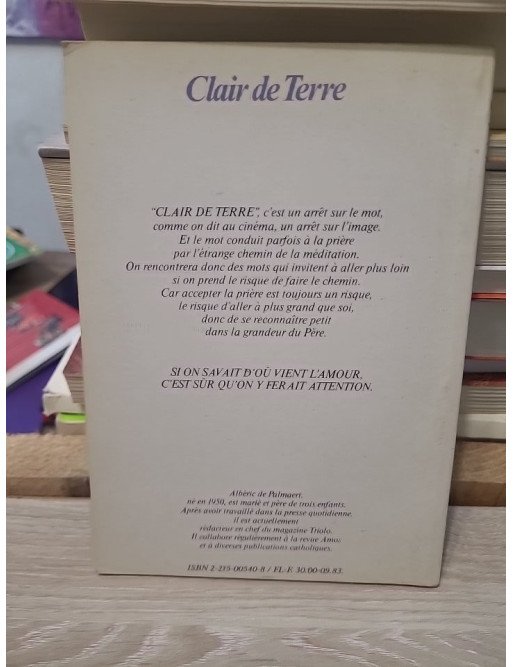 Clair de Terre
"CLAIR DE TERRE", c'est un arrêt sur le mot,
comme on dit au cinéma, un arrêt sur l'image.
Et le mot conduit parfois à la prière
par l'étrange chemin de la méditation.
On rencontrera donc des mots qui invitent à aller plus loin
si on prend le risque de faire le chemin.
Car accepter la prière est toujours un risque,
le risque d'aller à plus grand que soi,
donc de se reconnaître petit
dans la grandeur du Père.
SI ON SAVAIT D'OÙ VIENT L'AMOUR,
C'EST SÛR QU'ON Y FERAIT ATTENTION.
Albéric de Palmaert,
né en 1950, est marié et père de trois enfants.
Après avoir travaillé dans la presse quotidienne,
il est actuellement
rédacteur en chef du magazine Triolo.
Il collabore régulièrement à la revue Amos
et à diverses publications catholiques.
ISBN 2-215-00540-8 / FL-F. 30.00-09.83.